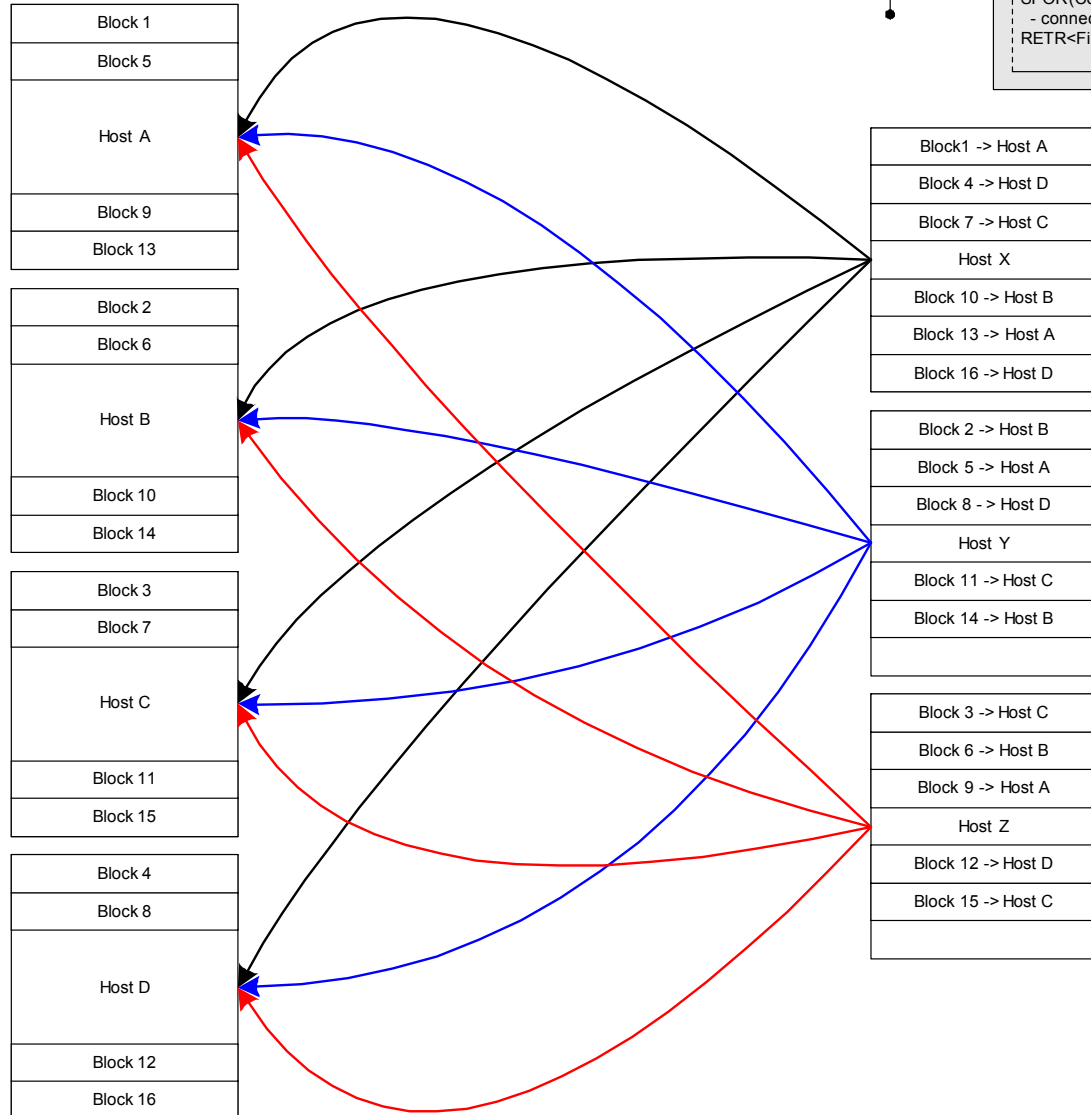 Block 1
Block 5
Host A
Block 9
Block 13
Block 2
Block 6
Host B
Block 10
Block 14
Block 3
Block 7
Host C
Block 11
Block 15
Block 4
Block 8
Host D
Block 12
Block 16
- connec
RETR<Fi
Block1 -> Host A
Block 4 -> Host D
Block 7 -> Host C
Host X
Block 10 -> Host B
Block 13 -> Host A
Block 16 -> Host D
Block 2 -> Host B
Block 5 -> Host A
Block 8 -> Host D
Host Y
Block 11 -> Host C
Block 14 -> Host B
Block 3 -> Host C
Block 6 -> Host B
Block 9 -> Host A
Host Z
Block 12 -> Host D
Block 15 -> Host C